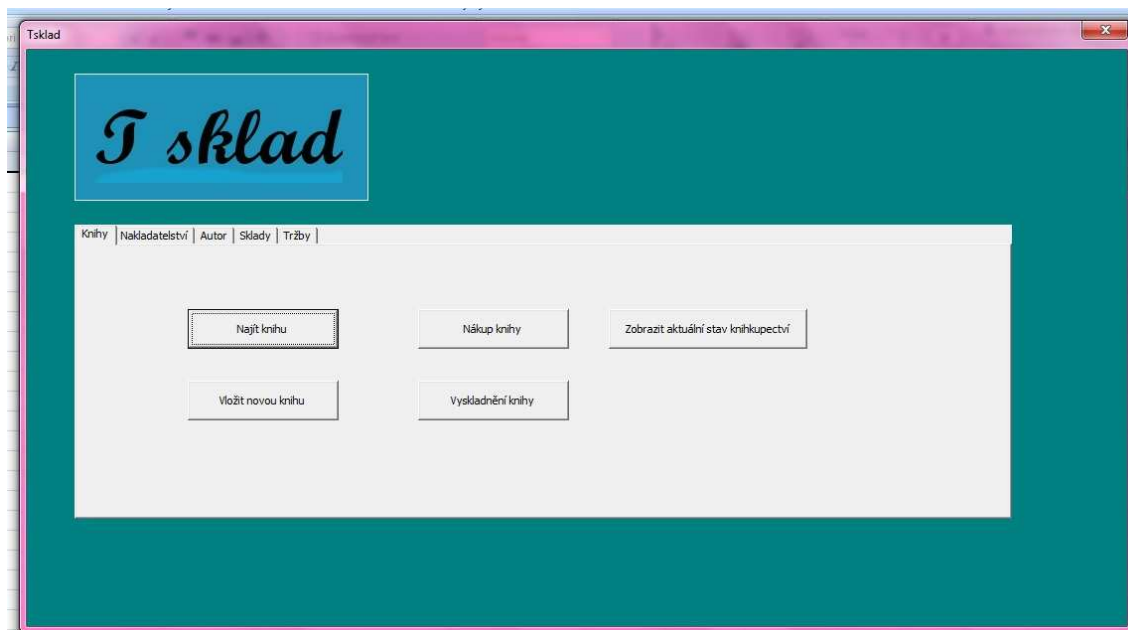 Tsklad
T sklad
Knihy Nakladatelství Autor Sklady Tržby
Najít knihu Nákup knihy Zobrazit aktuální stav knihkupectví
Vložit novou knihu Vyskladnění knihy